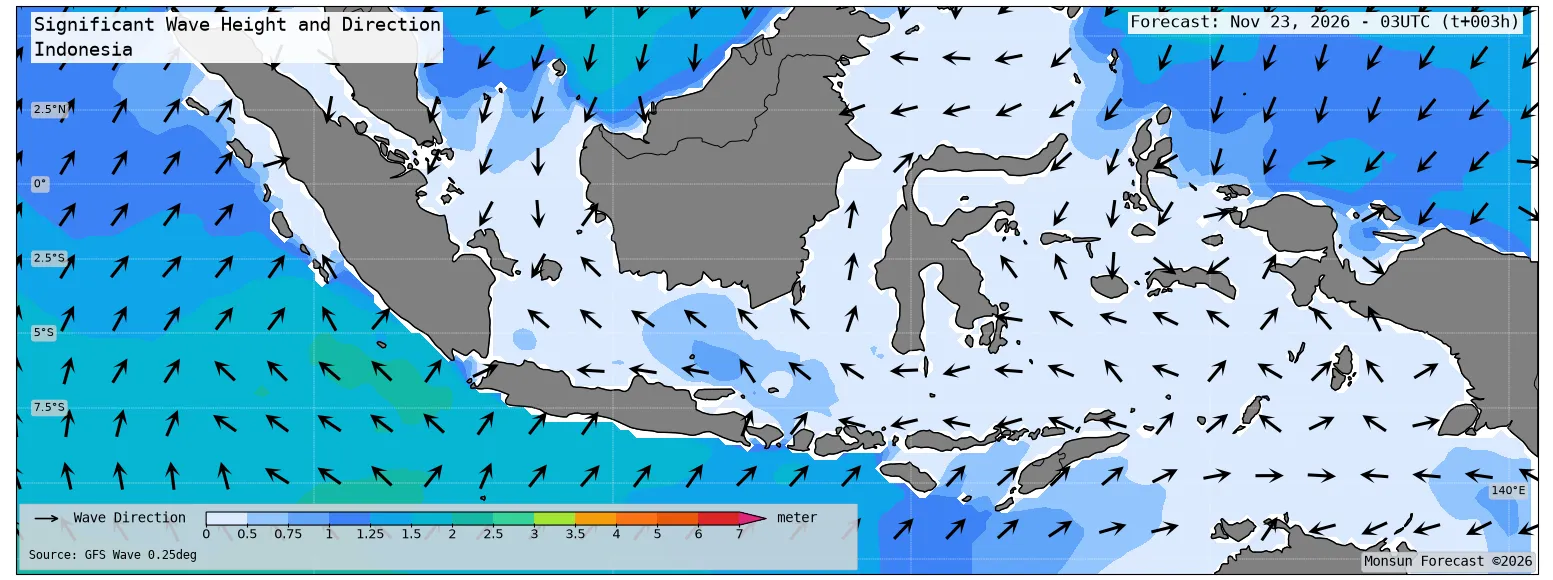 Significant Wave Height and Direction
Indonesia
Forecast: Nov 23, 2026 - 03UTC (t+003h)
2.5°N
0°
2.5°S
5°S
7.5°S
140°E
Wave Direction
meter
0 0.5 0.75 1 1.25 1.5 2 2.5 3 3.5 4 5 6 7
Source: GFS Wave 0.25deg
Monsun Forecast ©2026